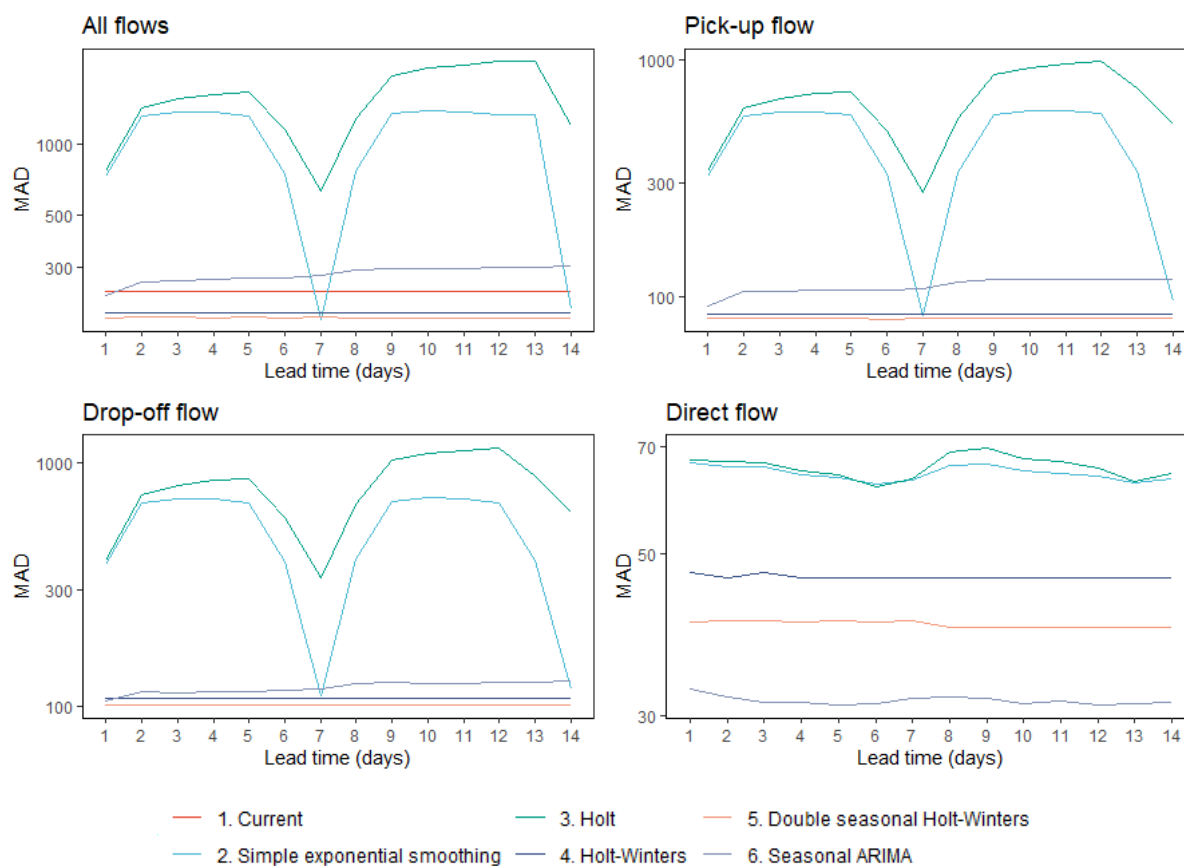 All flows
Pick-up flow
MAD
1000
500
300
1 2 3 4 5 6 7 8 9 10 11 12 13 14
Lead time (days)
MAD
1000
300
100
1 2 3 4 5 6 7 8 9 10 11 12 13 14
Lead time (days)
Drop-off flow
Direct flow
MAD
1000
300
100
1 2 3 4 5 6 7 8 9 10 11 12 13 14
Lead time (days)
MAD
70
50
30
1 2 3 4 5 6 7 8 9 10 11 12 13 14
Lead time (days)
1. Current
3. Holt
5. Double seasonal Holt-Winters
2. Simple exponential smoothing
4. Holt-Winters
6. Seasonal ARIMA